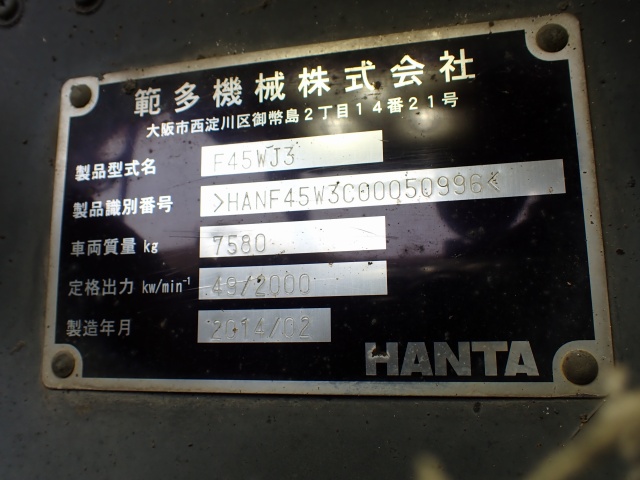 範多機械株式会社
大阪市西淀川区御幣島2丁目14番21号
製品型式名 F45WJ3
製品識別番号 >HANF45W3C00050996<
車両質量 kg 7580
定格出力 kw/min⁻¹ 49/2000
製造年月 2014/02
HANTA